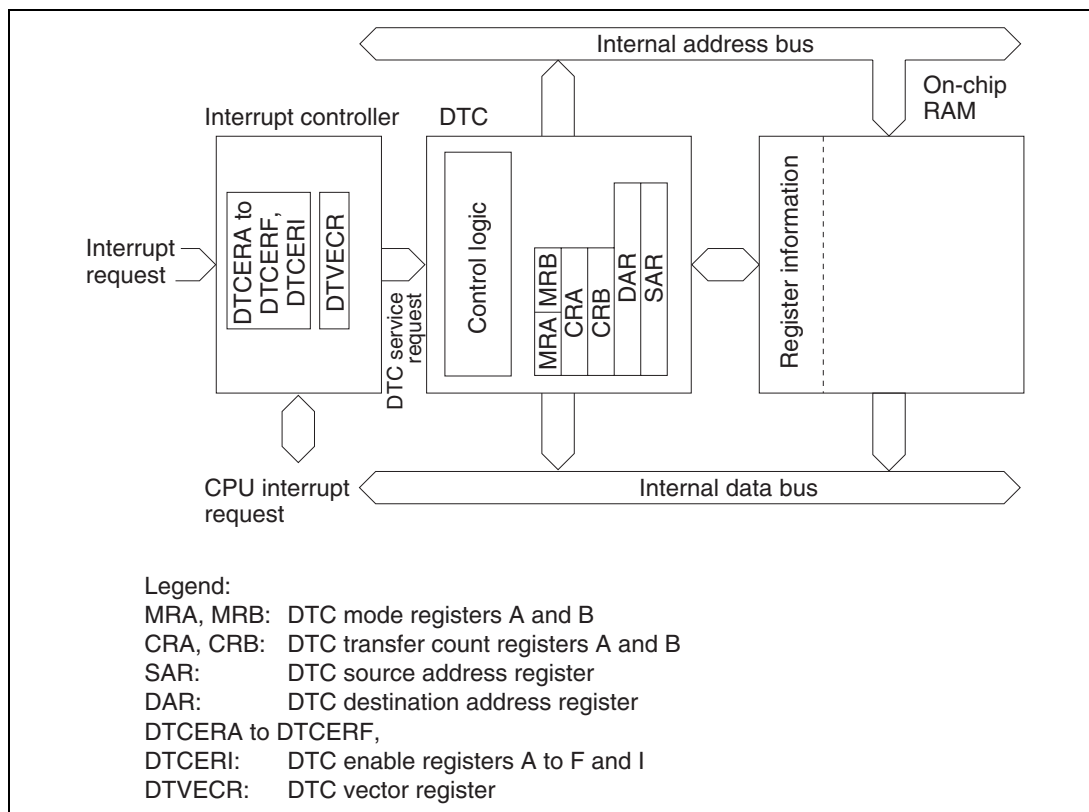 Internal address bus
On-chip
RAM
Interrupt controller
DTC
Interrupt
request
DTCERA to
DTCERF,
DTCERI
DTVECR
DTC service
request
Control logic
MRA
MRB
CRA
CRB
DAR
SAR
Register information
CPU interrupt
request
Internal data bus
Legend:
MRA, MRB: DTC mode registers A and B
CRA, CRB: DTC transfer count registers A and B
SAR: DTC source address register
DAR: DTC destination address register
DTCERA to DTCERF,
DTCERI: DTC enable registers A to F and I
DTVECR: DTC vector register